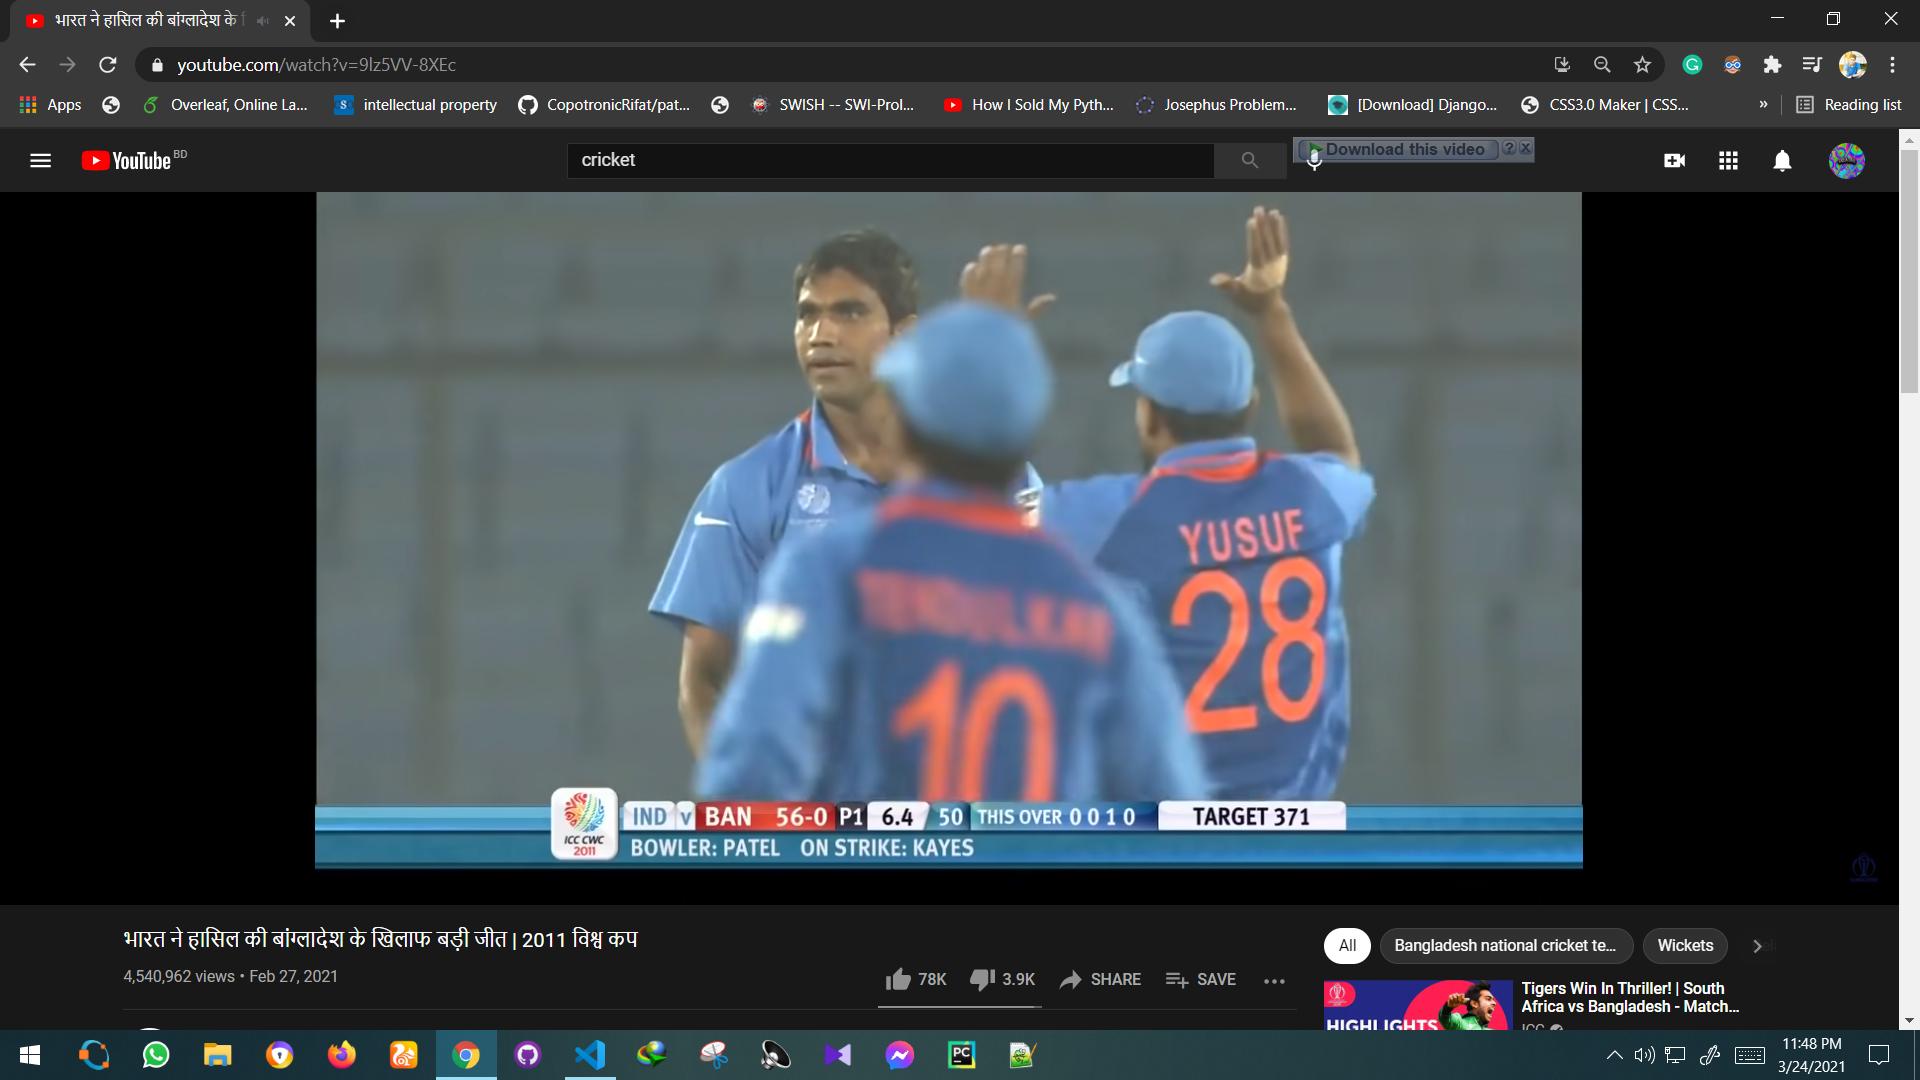 भारत ने हासिल की बांग्लादेश के
youtube.com/watch?v=9lz5VV-8XEc
Apps
Overleaf, Online La...
intellectual property
CopotronicRifat/pat...
SWISH -- SWI-Prol...
How I Sold My Pyth...
Josephus Problem...
[Download] Django...
CSS3.0 Maker | CSS...
»
Reading list
YouTube BD
cricket
Download this video ? x
YUSUF
28
TENDULKAR
10
ICC CWC
2011
IND v BAN 56-0 P1 6.4 50 THIS OVER 0 0 1 0 TARGET 371
BOWLER: PATEL ON STRIKE: KAYES
भारत ने हासिल की बांग्लादेश के खिलाफ बड़ी जीत | 2011 विश्व कप
4,540,962 views • Feb 27, 2021
78K
3.9K
SHARE
SAVE
All
Bangladesh national cricket te...
Wickets
HIGHLIGHTS
Tigers Win In Thriller! | South
Africa vs Bangladesh - Match...
ICC
PC
11:48 PM
3/24/2021